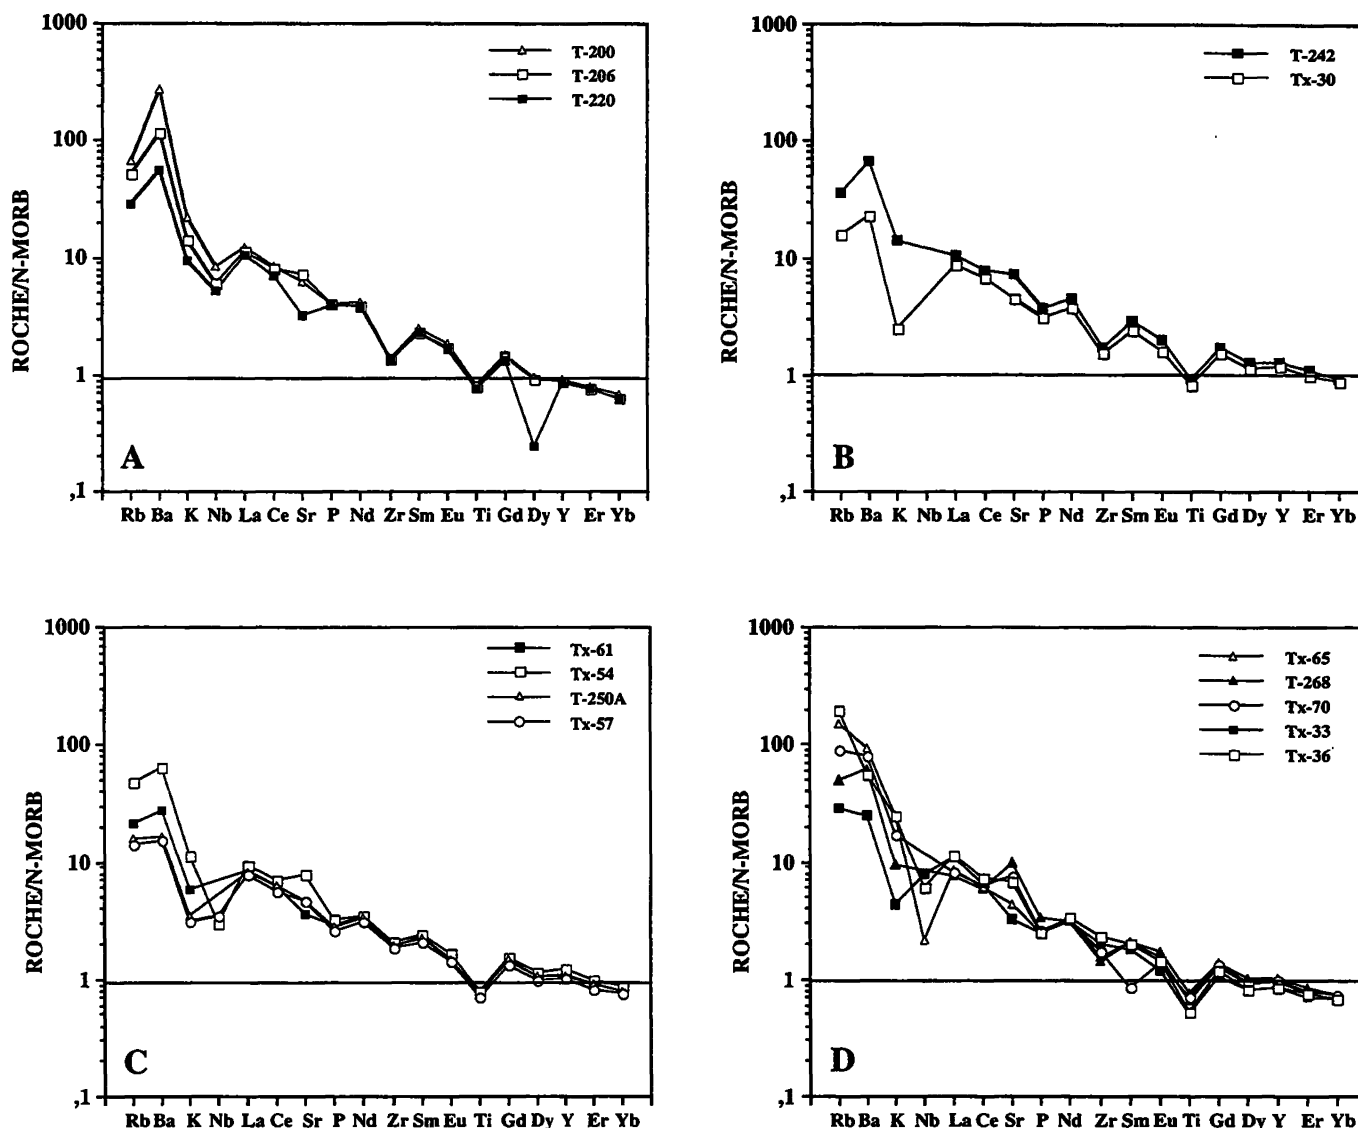 1000
100
10
1
,1
ROCHE/N-MORB
T-200
T-206
T-220
A
Rb Ba K Nb La Ce Sr P Nd Zr Sm Eu Ti Gd Dy Y Er Yb
1000
100
10
1
,1
ROCHE/N-MORB
T-242
Tx-30
B
Rb Ba K Nb La Ce Sr P Nd Zr Sm Eu Ti Gd Dy Y Er Yb
1000
100
10
1
,1
ROCHE/N-MORB
Tx-61
Tx-54
T-250A
Tx-57
C
Rb Ba K Nb La Ce Sr P Nd Zr Sm Eu Ti Gd Dy Y Er Yb
1000
100
10
1
,1
ROCHE/N-MORB
Tx-65
T-268
Tx-70
Tx-33
Tx-36
D
Rb Ba K Nb La Ce Sr P Nd Zr Sm Eu Ti Gd Dy Y Er Yb